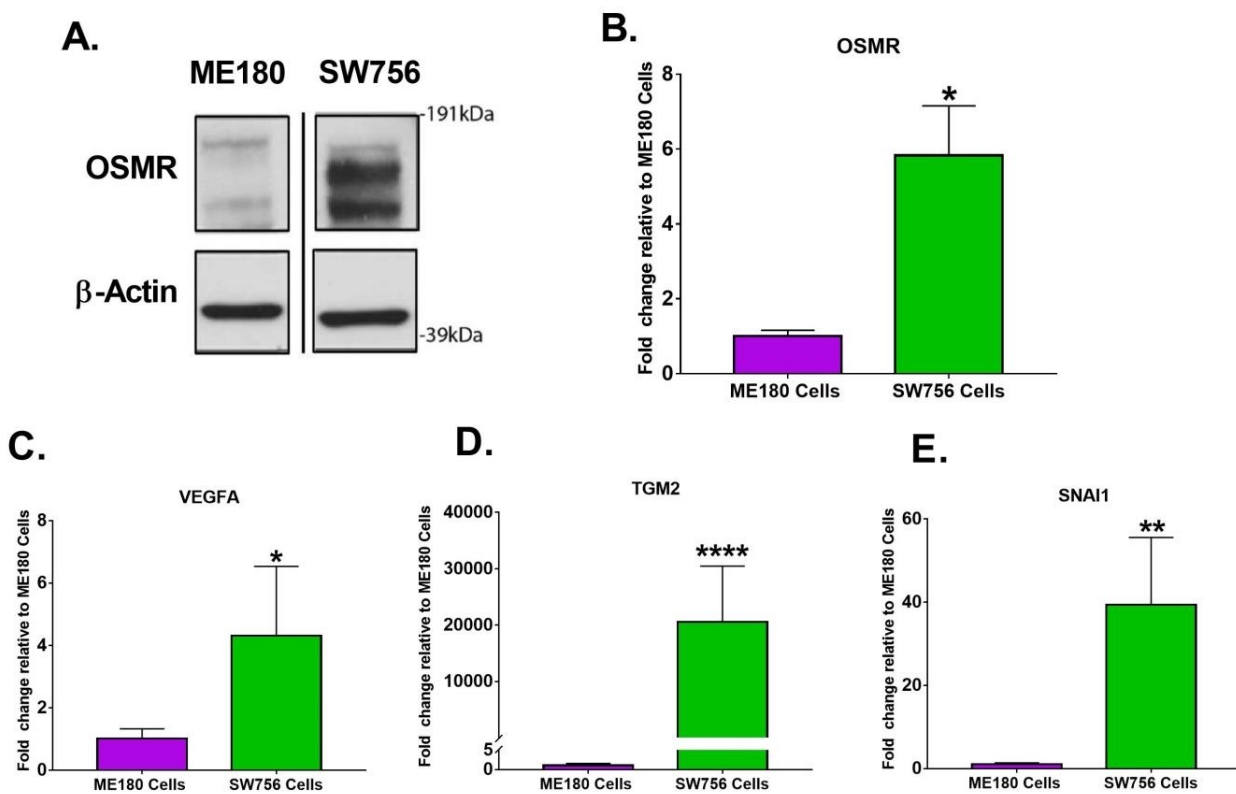 A.
ME180 SW756
-191kDa
OSMR
β-Actin
-39kDa
B.
OSMR
Fold change relative to ME180 Cells
8
6
4
2
0
*
ME180 Cells SW756 Cells
C.
VEGFA
Fold change relative to ME180 Cells
8
6
4
2
0
*
ME180 Cells SW756 Cells
D.
TGM2
Fold change relative to ME180 Cells
40000
30000
20000
10000
5
0
****
ME180 Cells SW756 Cells
E.
SNAI1
Fold change relative to ME180 Cells
60
40
20
0
**
ME180 Cells SW756 Cells